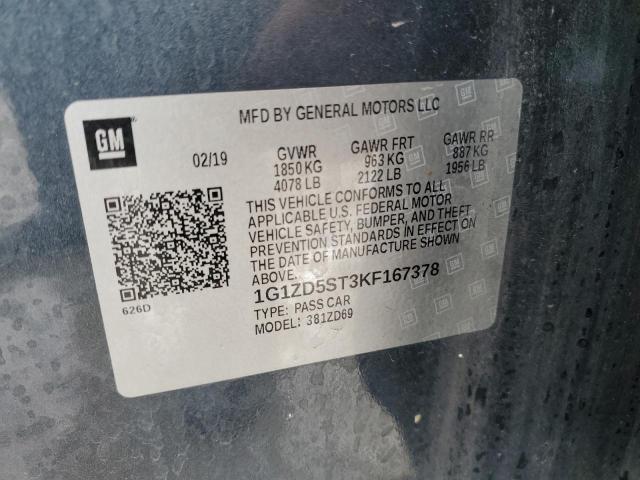 GM
MFD BY GENERAL MOTORS LLC
02/19
GVWR
1850 KG
4078 LB
GAWR FRT
963 KG
2122 LB
GAWR RR
887 KG
1956 LB
THIS VEHICLE CONFORMS TO ALL
APPLICABLE U.S. FEDERAL MOTOR
VEHICLE SAFETY, BUMPER, AND THEFT
PREVENTION STANDARDS IN EFFECT ON
THE DATE OF MANUFACTURE SHOWN ABOVE.
626D
1G1ZD5ST3KF167378
TYPE: PASS CAR
MODEL: 381ZD69